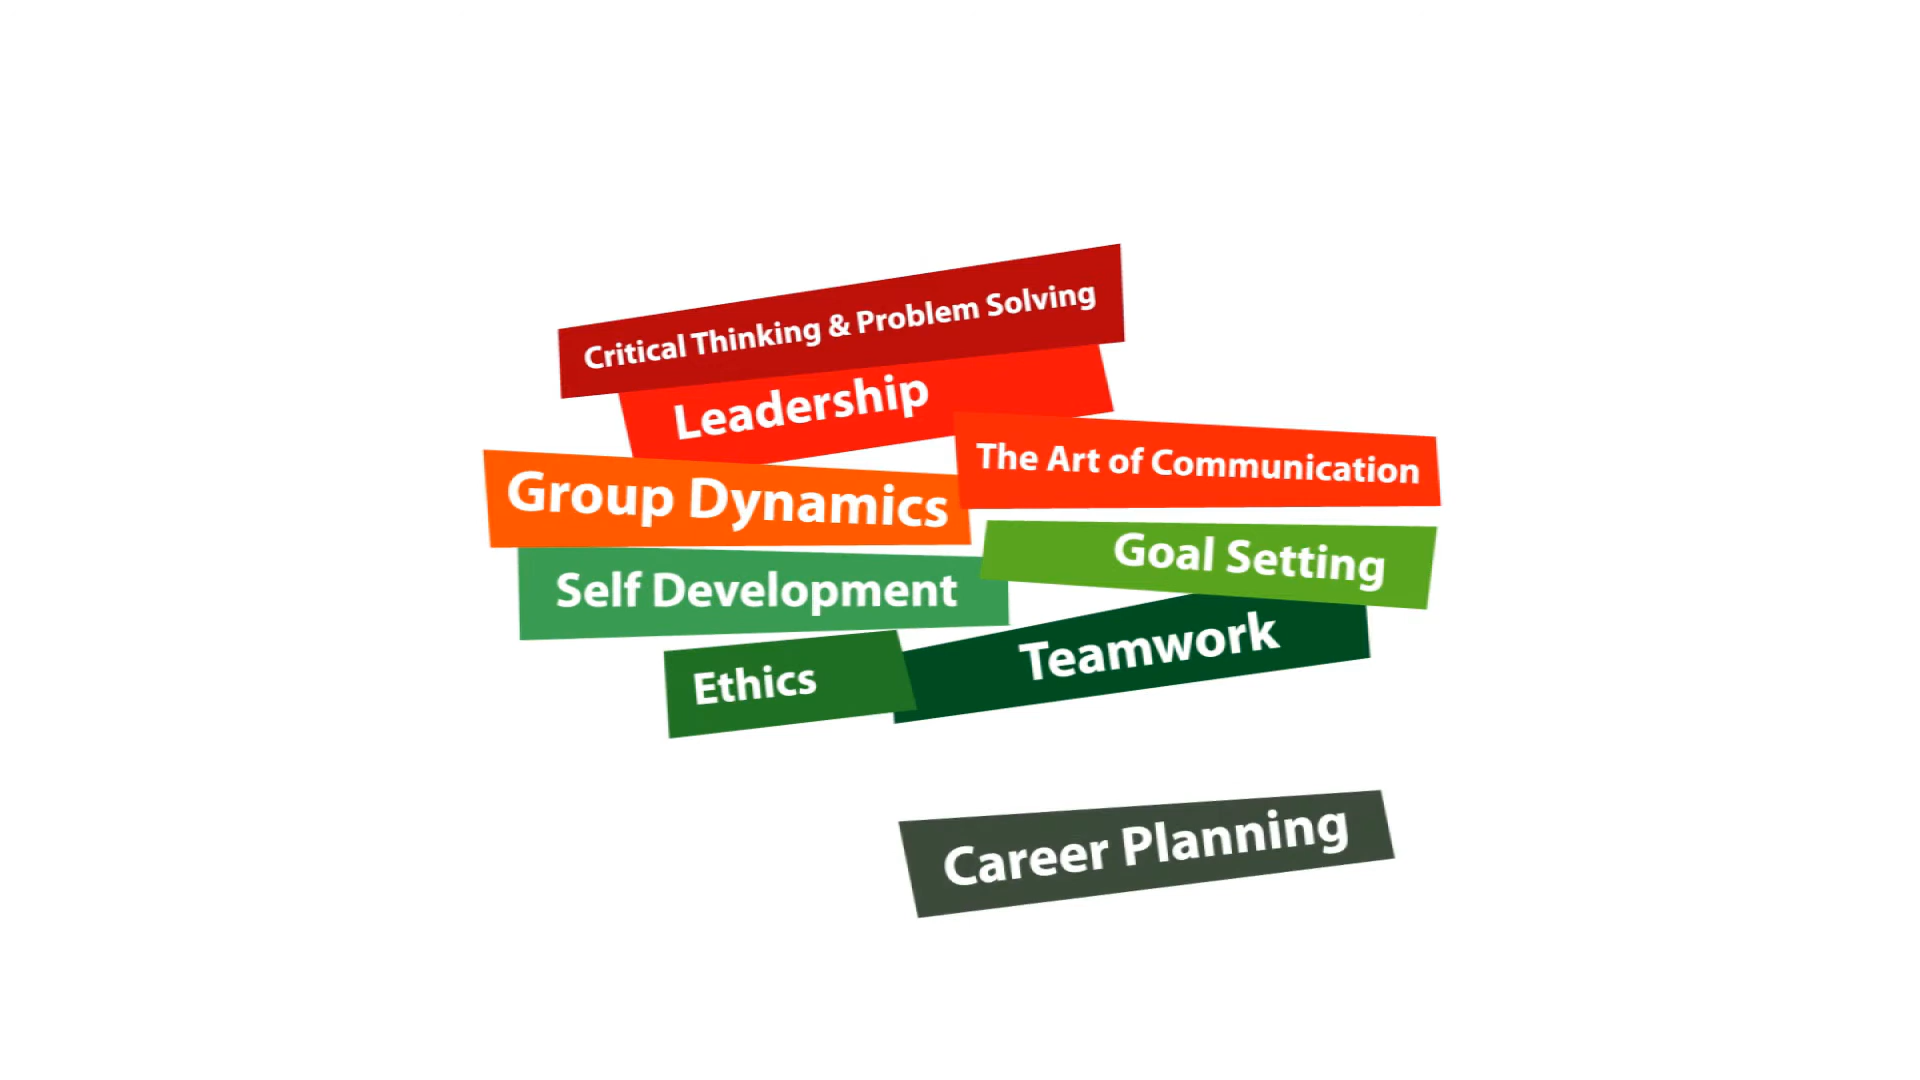 Critical Thinking & Problem Solving
Leadership
The Art of Communication
Group Dynamics
Goal Setting
Self Development
Teamwork
Ethics
Career Planning